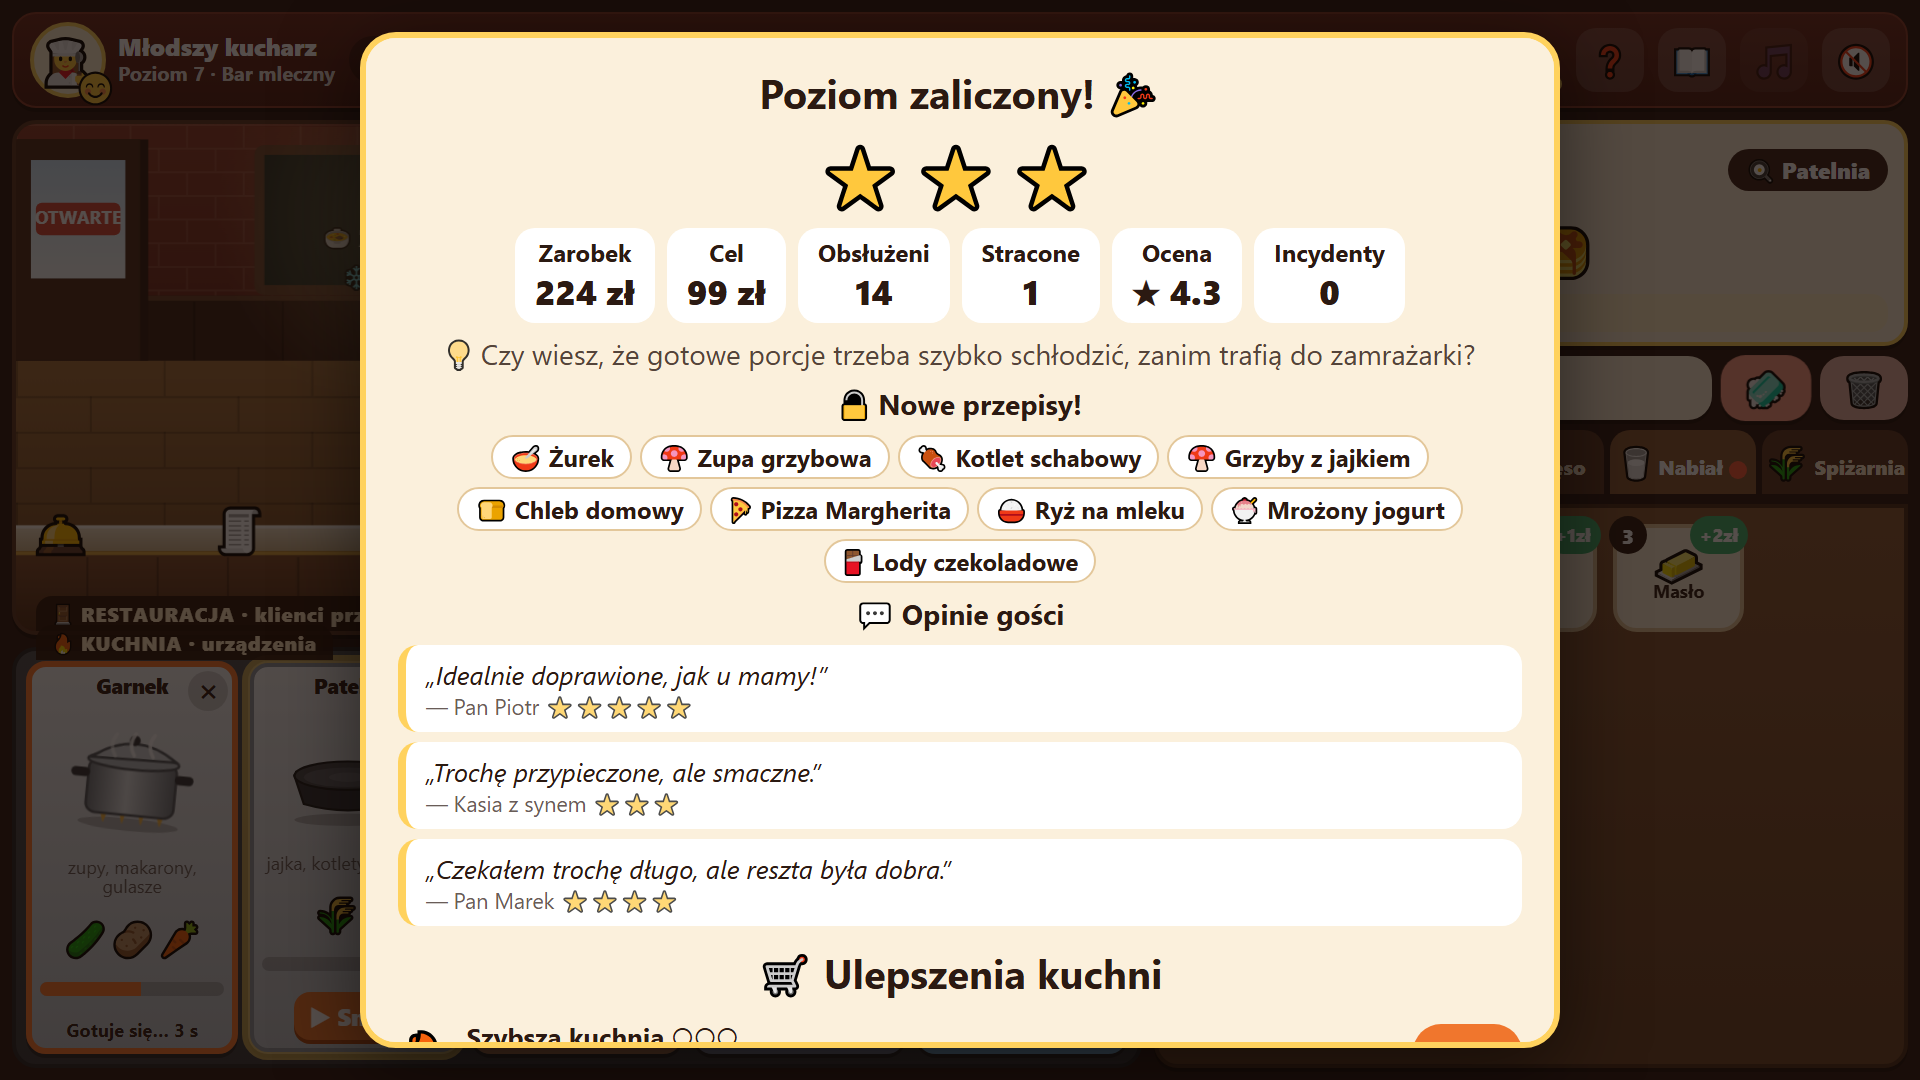 Młodszy kucharz
Poziom 7 · Bar mleczny
OTWARTE
Patelnia
Nabiał
Spiżarnia
+1zł
3
+2zł
Masło
RESTAURACJA · klienci
KUCHNIA · urządzenia
Garnek
zupy, makarony,
gulasze
Gotuje się... 3 s
Poziom zaliczony!
Zarobek
224 zł
Cel
99 zł
Obsłużeni
14
Stracone
1
Ocena
★ 4.3
Incydenty
0
Czy wiesz, że gotowe porcje trzeba szybko schłodzić, zanim trafią do zamrażarki?
Nowe przepisy!
Żurek
Zupa grzybowa
Kotlet schabowy
Grzyby z jajkiem
Chleb domowy
Pizza Margherita
Ryż na mleku
Mrożony jogurt
Lody czekoladowe
Opinie gości
„Idealnie doprawione, jak u mamy!”
— Pan Piotr
„Trochę przypieczone, ale smaczne.”
— Kasia z synem
„Czekałem trochę długo, ale reszta była dobra.”
— Pan Marek
Ulepszenia kuchni
Szybsza kuchnia